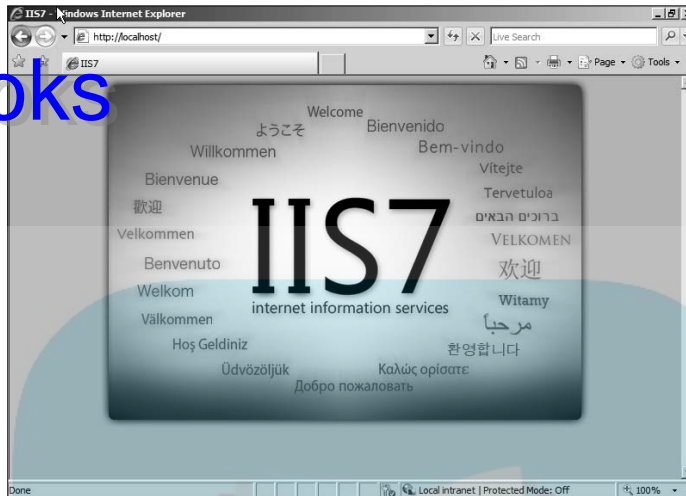 IIS7 - Windows Internet Explorer
http://localhost/
Live Search
IIS7
Page
Tools
oks
Welcome
ようこそ
Bienvenido
Willkommen
Bem-vindo
Vítejte
Bienvenue
Tervetuloa
歡迎
ברוכים הבאים
Velkommen
VELKOMEN
IIS7
Benvenuto
欢迎
Welkom
Witamy
internet information services
Välkommen
مرحباً
Hoş Geldiniz
환영합니다
Üdvözöljük
Καλώς ορίσατε
Добро пожаловать
Done
Local intranet | Protected Mode: Off
100%